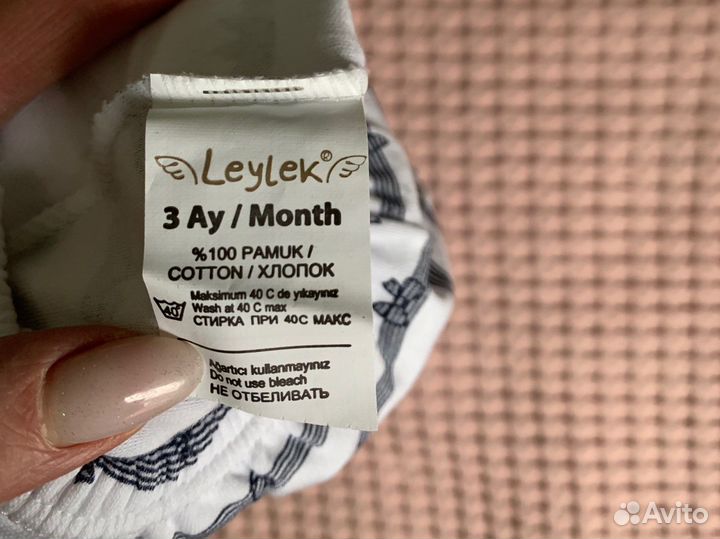 Leylek©
3 Ay / Month
%100 PAMUK /
COTTON / ХЛОПОК
40°
Maksimum 40 C de yıkayınız
Wash at 40 C max
СТИРКА ПРИ 40С МАКС
Ağartıcı kullanmayınız
Do not use bleach
НЕ ОТБЕЛИВАТЬ
Avito